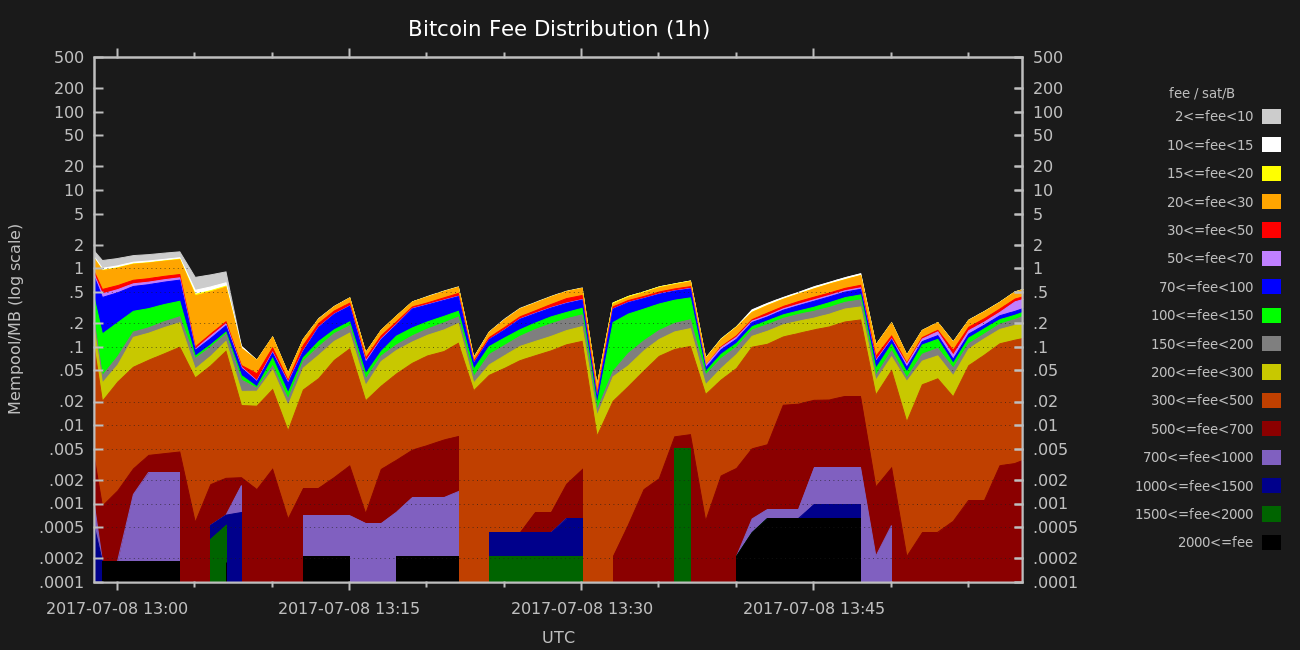 Bitcoin Fee Distribution (1h)
Mempool/MB (log scale)
500
200
100
50
20
10
5
2
1
.5
.2
.1
.05
.02
.01
.005
.002
.001
.0005
.0002
.0001
500
200
100
50
20
10
5
2
1
.5
.2
.1
.05
.02
.01
.005
.002
.001
.0005
.0002
.0001
fee / sat/B
2<=fee<10
10<=fee<15
15<=fee<20
20<=fee<30
30<=fee<50
50<=fee<70
70<=fee<100
100<=fee<150
150<=fee<200
200<=fee<300
300<=fee<500
500<=fee<700
700<=fee<1000
1000<=fee<1500
1500<=fee<2000
2000<=fee
2017-07-08 13:00 2017-07-08 13:15 2017-07-08 13:30 2017-07-08 13:45
UTC